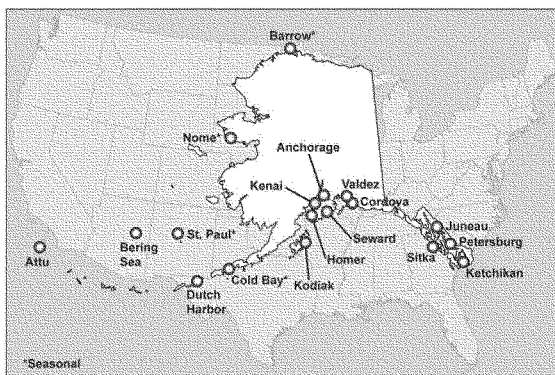 Barrow*
Nome*
Anchorage
Kenai
Valdez
Cordova
Juneau
Petersburg
Sitka
Ketchikan
Seward
Homer
Kodiak
St. Paul*
Bering
Sea
Attu
Cold Bay*
Dutch
Harbor
*Seasonal